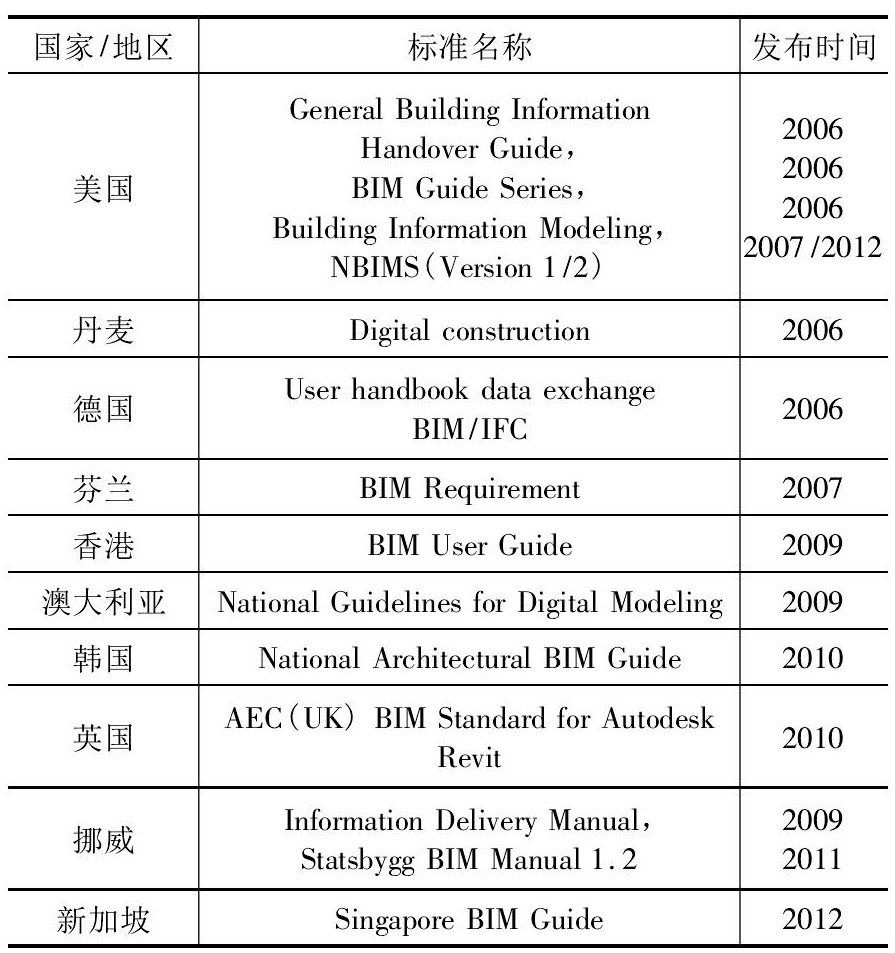 国家/地区 标准名称 发布时间
美国
General Building Information
Handover Guide,
BIM Guide Series,
Building Information Modeling,
NBIMS(Version 1/2)
2006
2006
2006
2007/2012
丹麦 Digital construction 2006
德国
User handbook data exchange
BIM/IFC
2006
芬兰 BIM Requirement 2007
香港 BIM User Guide 2009
澳大利亚 National Guidelines for Digital Modeling 2009
韩国 National Architectural BIM Guide 2010
英国
AEC(UK) BIM Standard for Autodesk
Revit
2010
挪威
Information Delivery Manual,
Statsbygg BIM Manual 1.2
2009
2011
新加坡 Singapore BIM Guide 2012